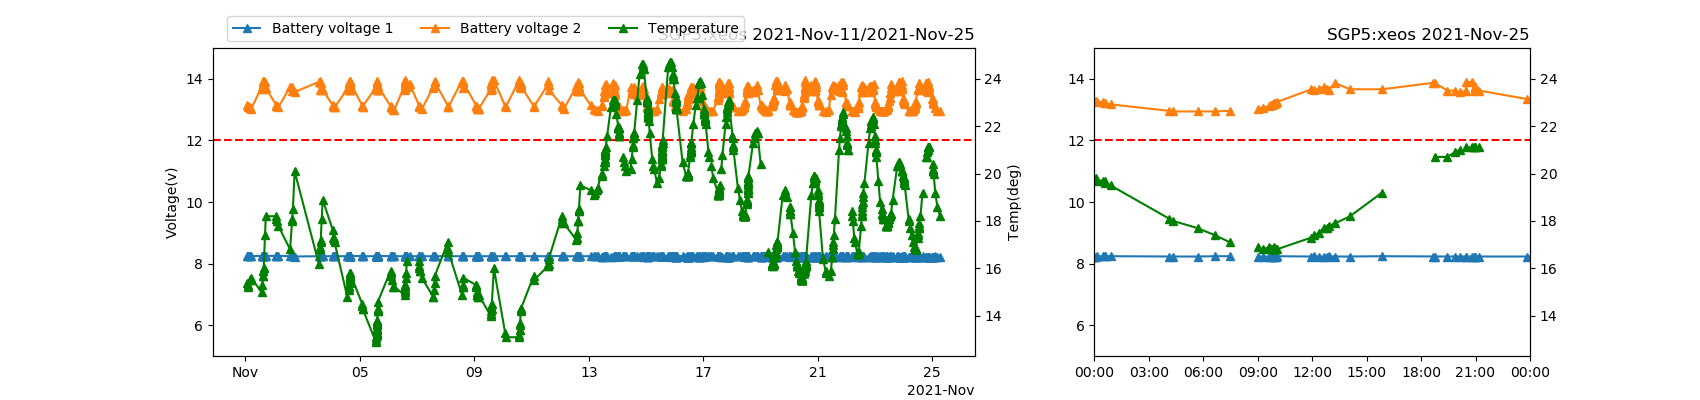 Battery voltage 1 Battery voltage 2 Temperature
SGP5:xeos 2021-Nov-11/2021-Nov-25
Voltage(v)
14
12
10
8
6
24
22
20
18
16
14
Temp(deg)
Nov 05 09 13 17 21 25
2021-Nov
SGP5:xeos 2021-Nov-25
14
12
10
8
6
24
22
20
18
16
14
00:00 03:00 06:00 09:00 12:00 15:00 18:00 21:00 00:00